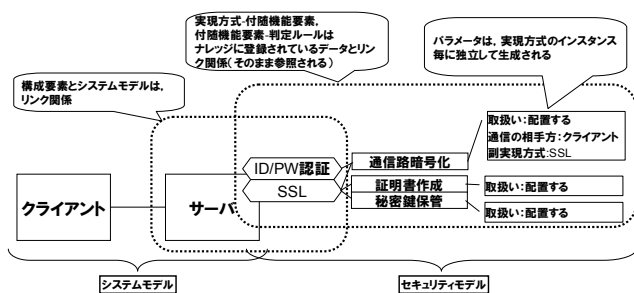 実現方式-付随機能要素,
付随機能要素-判定ルールは
ナレッジに登録されているデータとリン
ク関係(そのまま参照される)
パラメータは,実現方式のインスタンス
毎に独立して生成される
構成要素とシステムモデルは,
リンク関係
取扱い:配置する
通信の相手方:クライアント
副実現方式:SSL
ID/PW認証
通信路暗号化
クライアント
サーバ
SSL
証明書作成
取扱い:配置する
秘密鍵保管
取扱い:配置する
システムモデル
セキュリティモデル